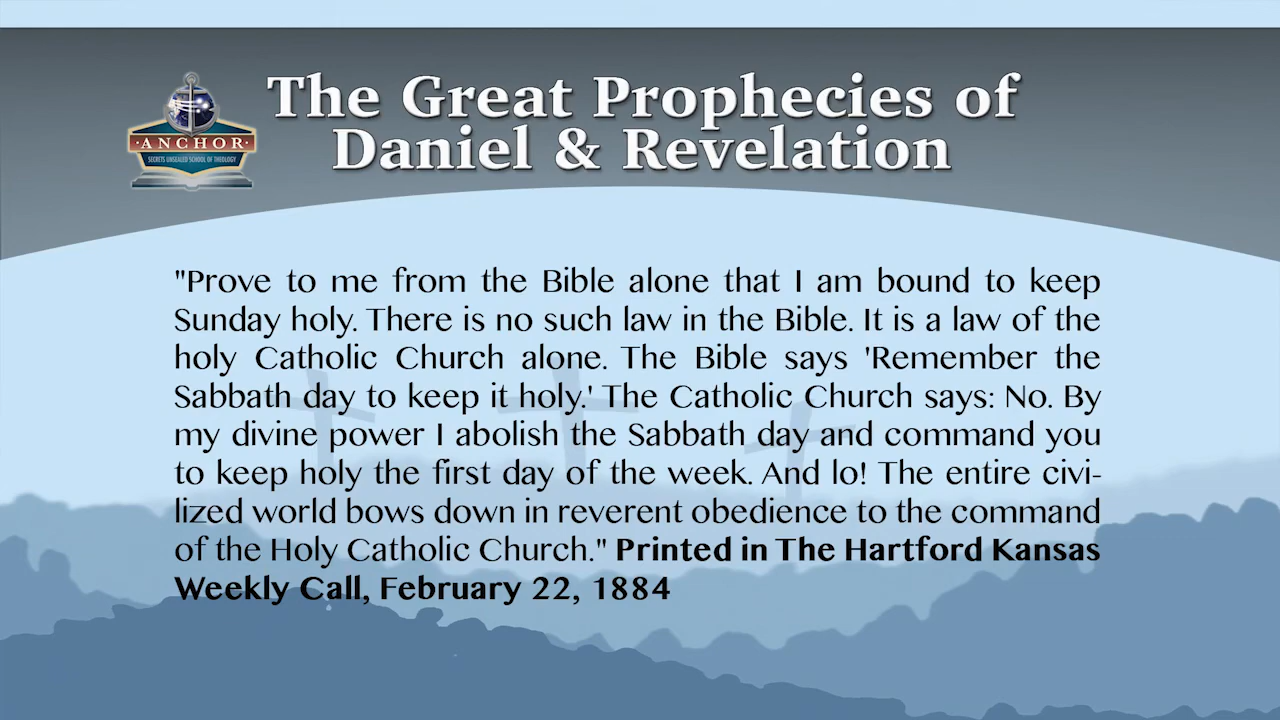 The Great Prophecies of
Daniel & Revelation
·ANCHOR·
SECRETS UNSEALED SCHOOL OF THEOLOGY
"Prove to me from the Bible alone that I am bound to keep
Sunday holy. There is no such law in the Bible. It is a law of the
holy Catholic Church alone. The Bible says 'Remember the
Sabbath day to keep it holy.' The Catholic Church says: No. By
my divine power I abolish the Sabbath day and command you
to keep holy the first day of the week. And lo! The entire civi-
lized world bows down in reverent obedience to the command
of the Holy Catholic Church." Printed in The Hartford Kansas
Weekly Call, February 22, 1884